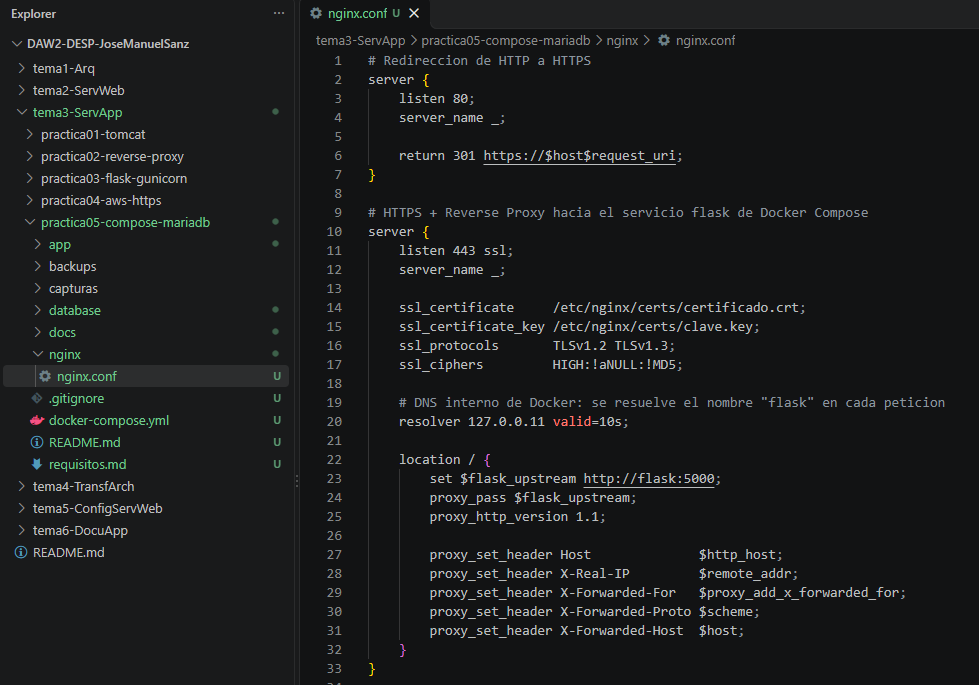 Explorer
DAW2-DESP-JoseManuelSanz
tema1-Arq
tema2-ServWeb
tema3-ServApp
practica01-tomcat
practica02-reverse-proxy
practica03-flask-gunicorn
practica04-aws-https
practica05-compose-mariadb
app
backups
capturas
database
docs
nginx
nginx.conf U
.gitignore U
docker-compose.yml U
README.md U
requisitos.md U
tema4-TransfArch
tema5-ConfigServWeb
tema6-DocuApp
README.md
nginx.conf U
tema3-ServApp > practica05-compose-mariadb > nginx > nginx.conf
1 # Redireccion de HTTP a HTTPS
2 server {
3 listen 80;
4 server_name _;
5
6 return 301 https://$host$request_uri;
7 }
8
9 # HTTPS + Reverse Proxy hacia el servicio flask de Docker Compose
10 server {
11 listen 443 ssl;
12 server_name _;
13
14 ssl_certificate /etc/nginx/certs/certificado.crt;
15 ssl_certificate_key /etc/nginx/certs/clave.key;
16 ssl_protocols TLSv1.2 TLSv1.3;
17 ssl_ciphers HIGH:!aNULL:!MD5;
18
19 # DNS interno de Docker: se resuelve el nombre "flask" en cada peticion
20 resolver 127.0.0.11 valid=10s;
21
22 location / {
23 set $flask_upstream http://flask:5000;
24 proxy_pass $flask_upstream;
25 proxy_http_version 1.1;
26
27 proxy_set_header Host $http_host;
28 proxy_set_header X-Real-IP $remote_addr;
29 proxy_set_header X-Forwarded-For $proxy_add_x_forwarded_for;
30 proxy_set_header X-Forwarded-Proto $scheme;
31 proxy_set_header X-Forwarded-Host $host;
32 }
33 }